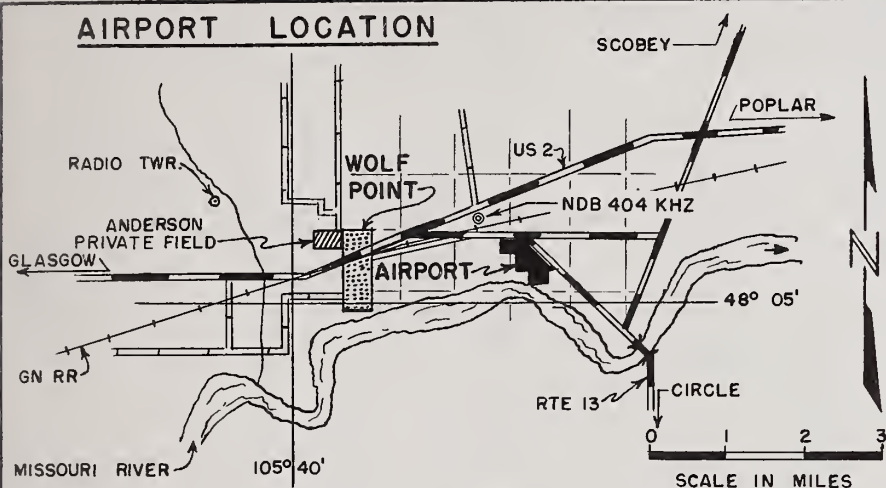 AIRPORT LOCATION
SCOBEY
POPLAR
US 2
RADIO TWR.
WOLF
POINT
NDB 404 KHZ
ANDERSON
PRIVATE FIELD
GLASGOW
AIRPORT
N
48° 05'
GN RR
RTE 13
CIRCLE
0 1 2 3
MISSOURI RIVER
105° 40'
SCALE IN MILES